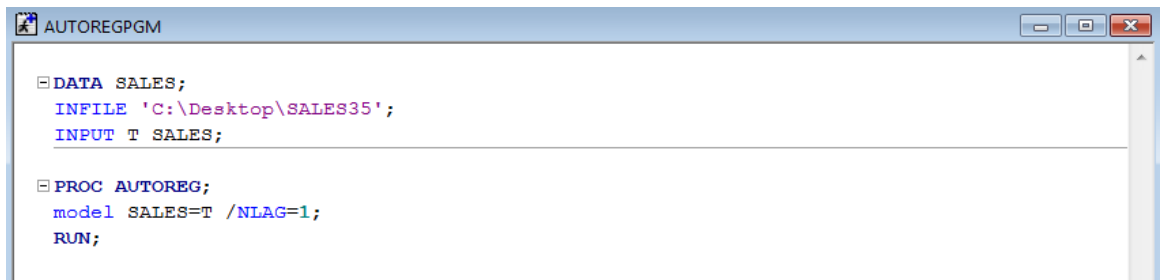 AUTOREGPGM
DATA SALES;
INFILE 'C:\Desktop\SALES35';
INPUT T SALES;
PROC AUTOREG;
model SALES=T /NLAG=1;
RUN;